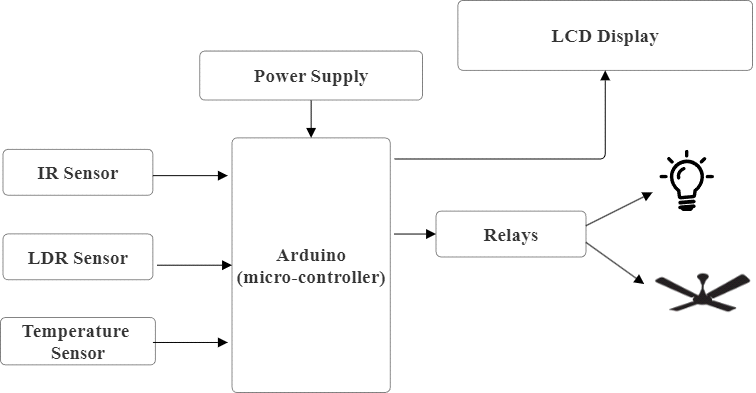 LCD Display
Power Supply
IR Sensor
LDR Sensor
Temperature
Sensor
Arduino
(micro-controller)
Relays